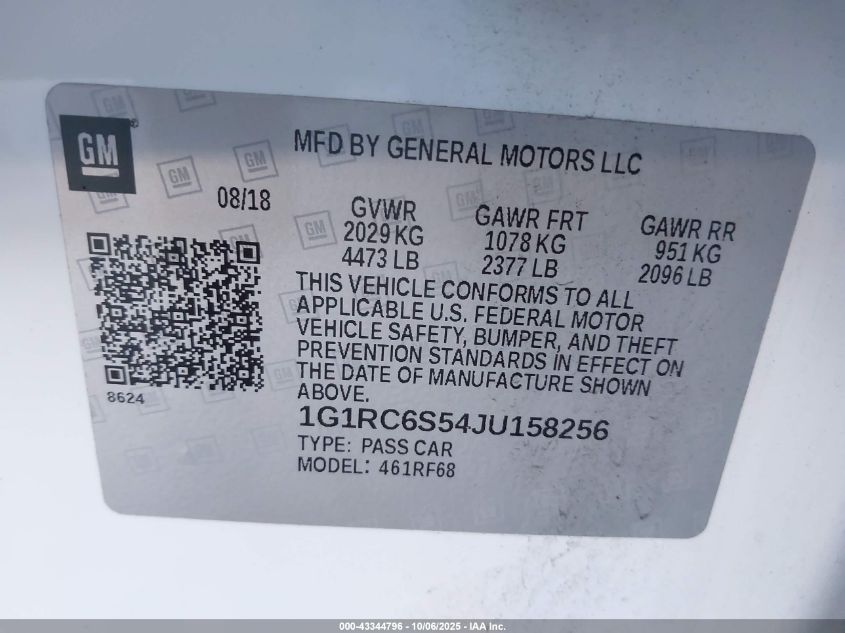 GM
MFD BY GENERAL MOTORS LLC
08/18
GVWR
2029 KG
4473 LB
GAWR FRT
1078 KG
2377 LB
GAWR RR
951 KG
2096 LB
THIS VEHICLE CONFORMS TO ALL
APPLICABLE U.S. FEDERAL MOTOR
VEHICLE SAFETY, BUMPER, AND THEFT
PREVENTION STANDARDS IN EFFECT ON
THE DATE OF MANUFACTURE SHOWN
ABOVE.
8624
1G1RC6S54JU158256
TYPE: PASS CAR
MODEL: 461RF68
000-43344796 - 10/06/2025 - IAA Inc.